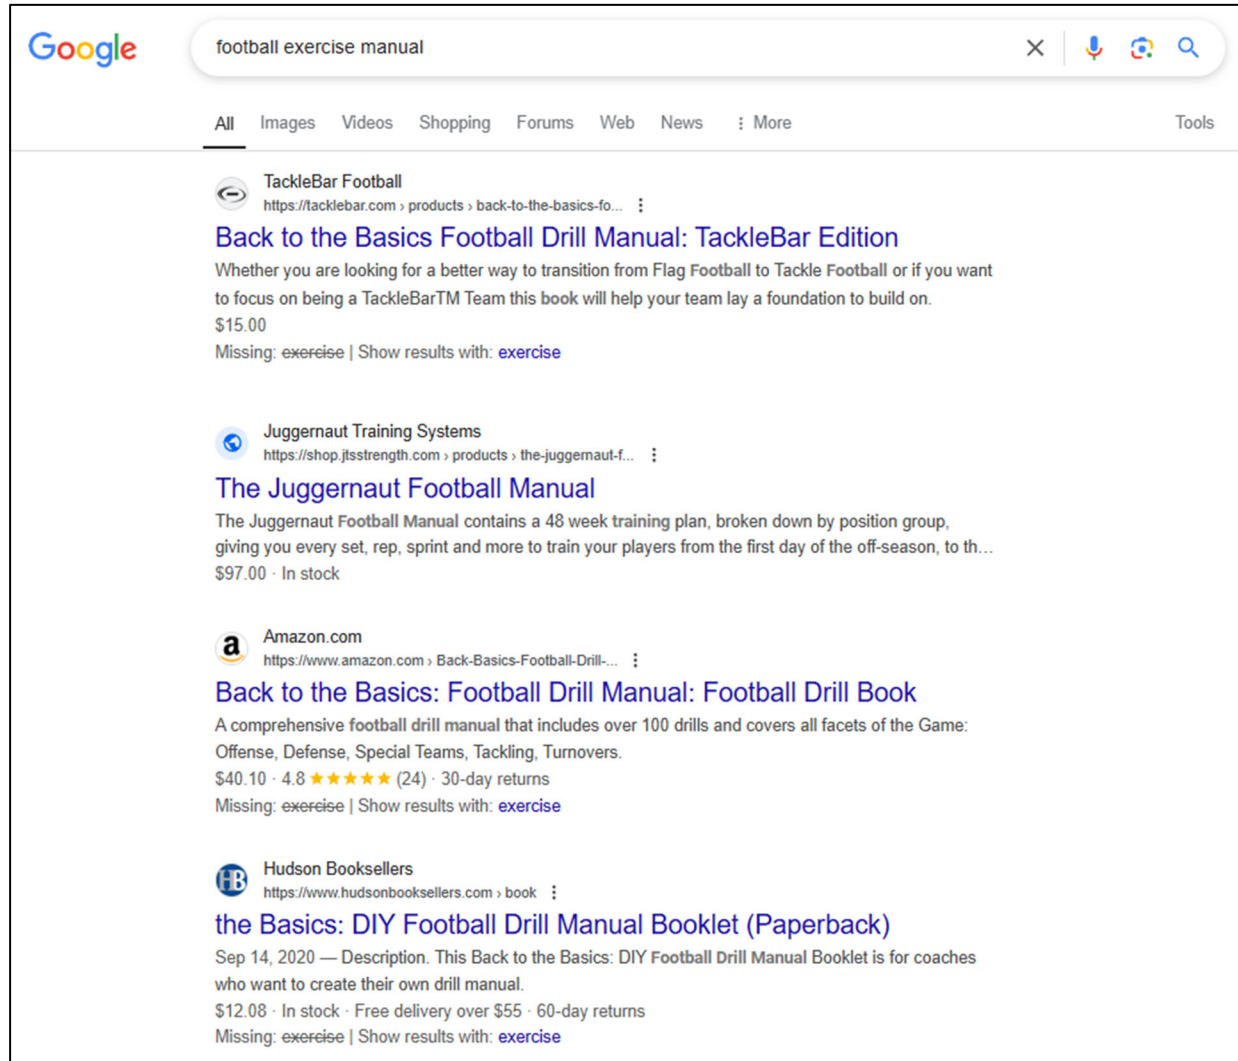 Google
football exercise manual
All Images Videos Shopping Forums Web News More Tools
TackleBar Football
https://tacklebar.com › products › back-to-the-basics-fo...
Back to the Basics Football Drill Manual: TackleBar Edition
Whether you are looking for a better way to transition from Flag Football to Tackle Football or if you want
to focus on being a TackleBarTM Team this book will help your team lay a foundation to build on.
$15.00
Missing: exercise | Show results with: exercise
Juggernaut Training Systems
https://shop.jtsstrength.com › products › the-juggernaut-f...
The Juggernaut Football Manual
The Juggernaut Football Manual contains a 48 week training plan, broken down by position group,
giving you every set, rep, sprint and more to train your players from the first day of the off-season, to th...
$97.00 · In stock
a
Amazon.com
https://www.amazon.com › Back-Basics-Football-Drill-...
Back to the Basics: Football Drill Manual: Football Drill Book
A comprehensive football drill manual that includes over 100 drills and covers all facets of the Game:
Offense, Defense, Special Teams, Tackling, Turnovers.
$40.10 · 4.8 ★★★★★ (24) · 30-day returns
Missing: exercise | Show results with: exercise
HB
Hudson Booksellers
https://www.hudsonbooksellers.com › book
the Basics: DIY Football Drill Manual Booklet (Paperback)
Sep 14, 2020 — Description. This Back to the Basics: DIY Football Drill Manual Booklet is for coaches
who want to create their own drill manual.
$12.08 · In stock · Free delivery over $55 · 60-day returns
Missing: exercise | Show results with: exercise